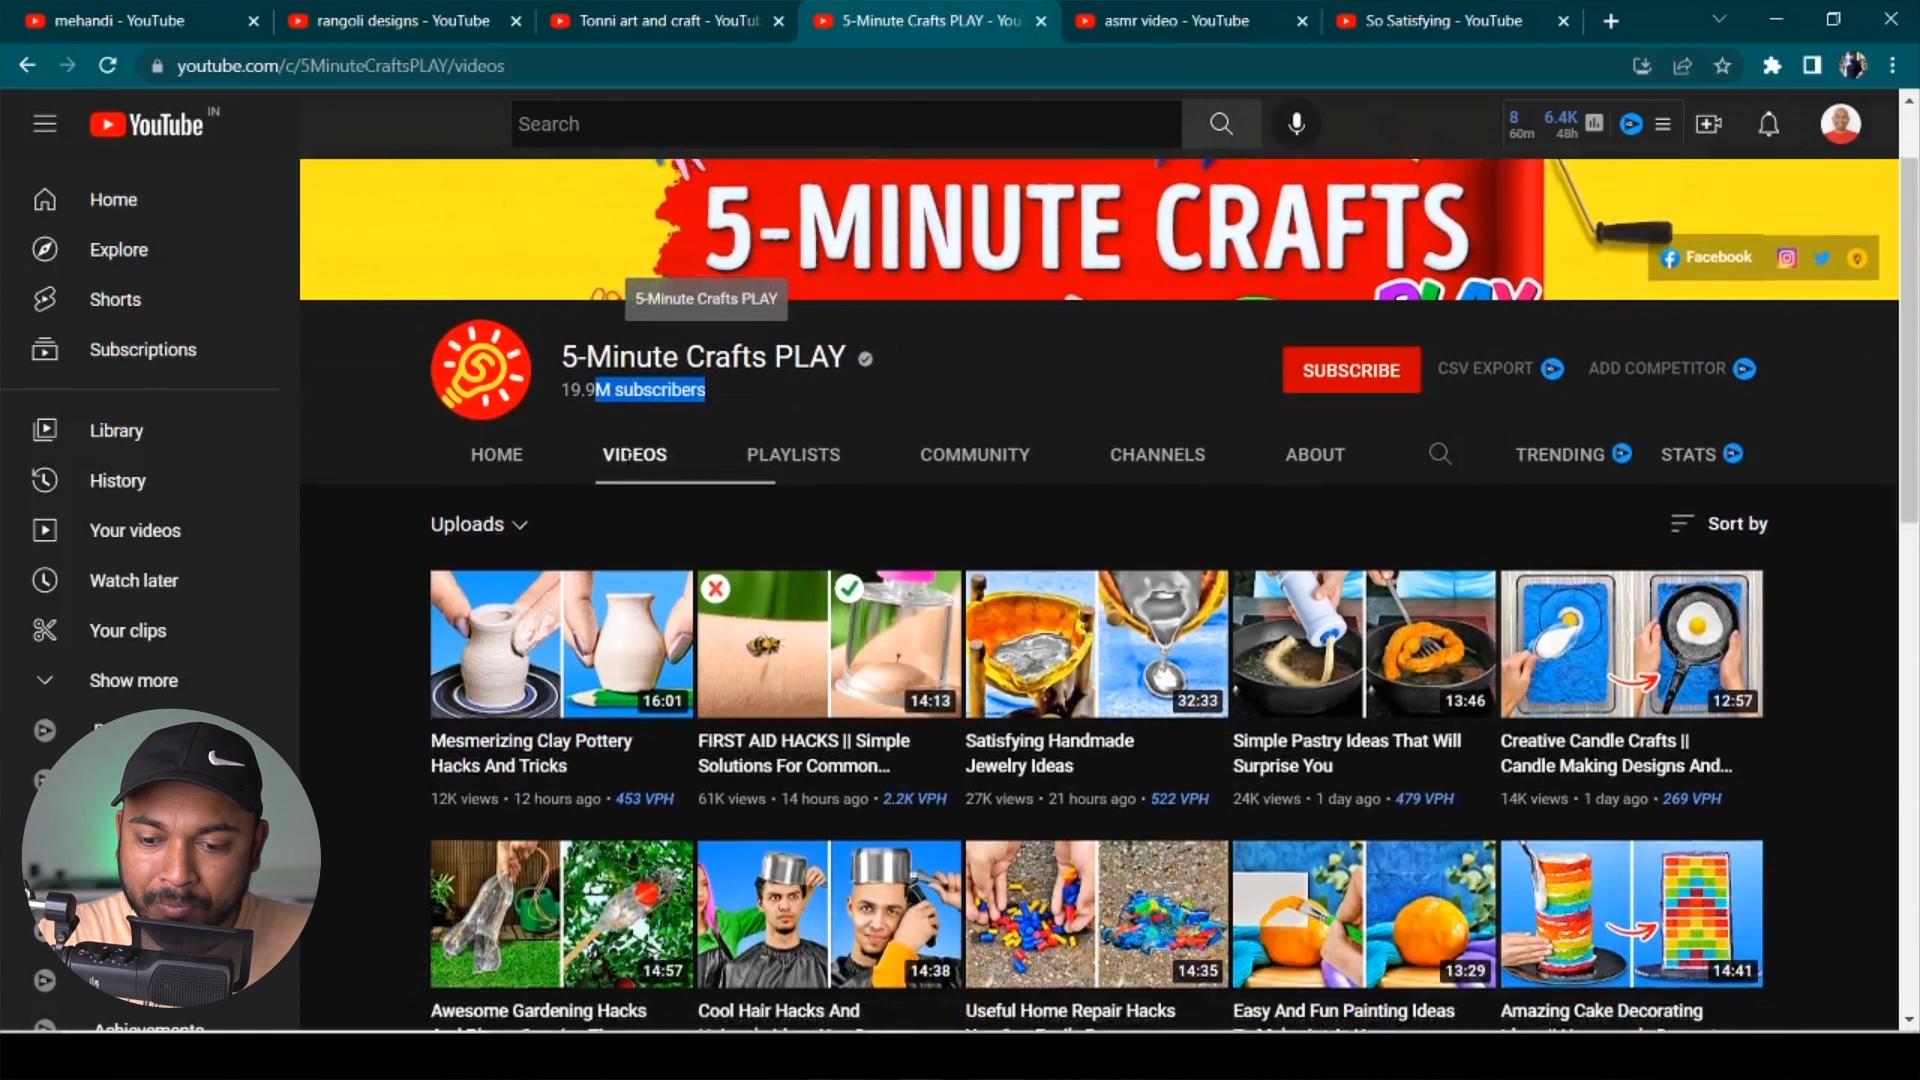 mehandi - YouTube
rangoli designs - YouTube
Tonni art and craft - YouTu
5-Minute Crafts PLAY - You
asmr video - YouTube
So Satisfying - YouTube
youtube.com/c/5MinuteCraftsPLAY/videos
YouTube IN
Search
8 60m
6.4K 48h
Home
Explore
Shorts
Subscriptions
Library
History
Your videos
Watch later
Your clips
Show more
Achievements
5-MINUTE CRAFTS
PLAY
Facebook
5-Minute Crafts PLAY
5-Minute Crafts PLAY
19.9M subscribers
SUBSCRIBE
CSV EXPORT
ADD COMPETITOR
HOME
VIDEOS
PLAYLISTS
COMMUNITY
CHANNELS
ABOUT
TRENDING
STATS
Uploads
Sort by
16:01
14:13
32:33
13:46
12:57
Mesmerizing Clay Pottery
Hacks And Tricks
12K views • 12 hours ago • 453 VPH
FIRST AID HACKS || Simple
Solutions For Common...
61K views • 14 hours ago • 2.2K VPH
Satisfying Handmade
Jewelry Ideas
27K views • 21 hours ago • 522 VPH
Simple Pastry Ideas That Will
Surprise You
24K views • 1 day ago • 479 VPH
Creative Candle Crafts ||
Candle Making Designs And...
14K views • 1 day ago • 269 VPH
14:57
14:38
14:35
13:29
14:41
Awesome Gardening Hacks
Cool Hair Hacks And
Useful Home Repair Hacks
Easy And Fun Painting Ideas
Amazing Cake Decorating